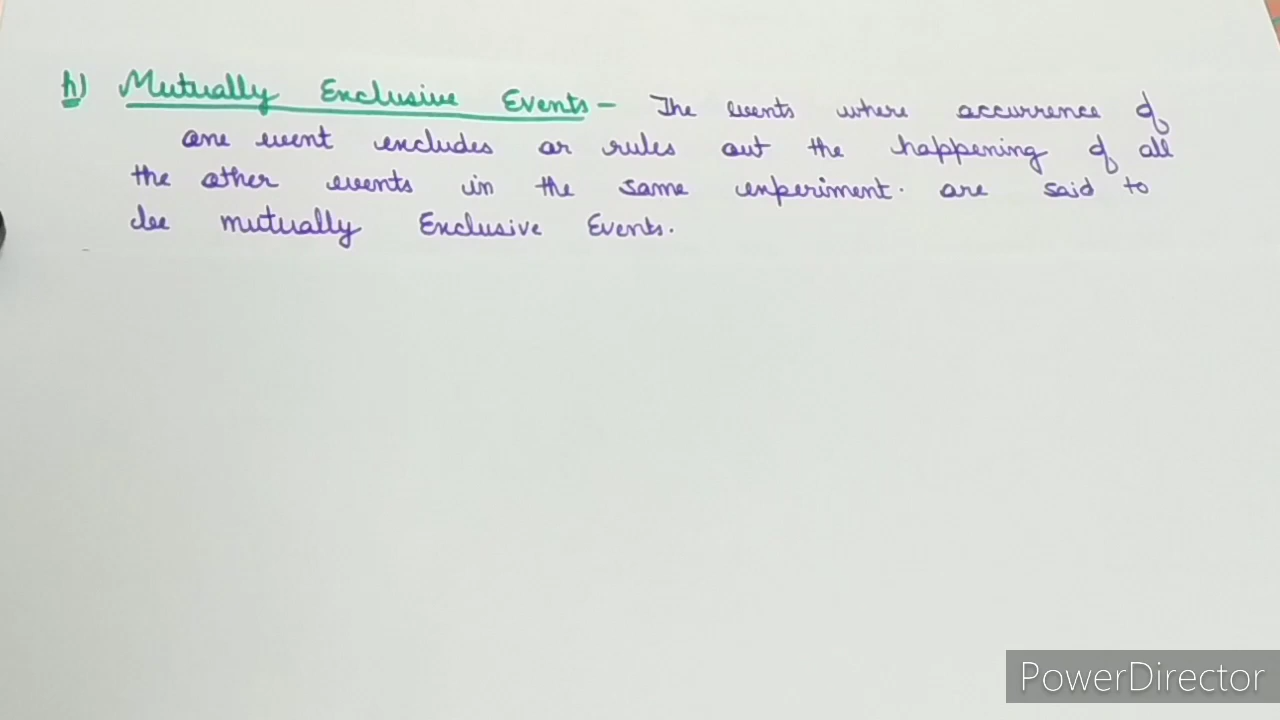 h) Mutually Exclusive Events - The events where occurrence of
one event excludes or rules out the happening of all
the other events in the same experiment. are said to
be mutually Exclusive Events.
PowerDirector